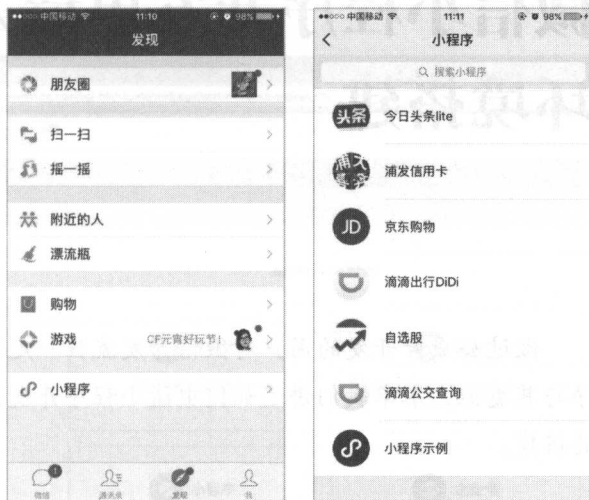 中国移动 11:10 98%
发现
朋友圈
扫一扫
摇一摇
附近的人
漂流瓶
购物
游戏 CF元宵好玩节!
小程序
微信 通讯录 发现 我
中国移动 11:11 98%
小程序
搜索小程序
头条 今日头条lite
浦发信用卡
JD 京东购物
滴滴出行DiDi
自选股
滴滴公交查询
小程序示例